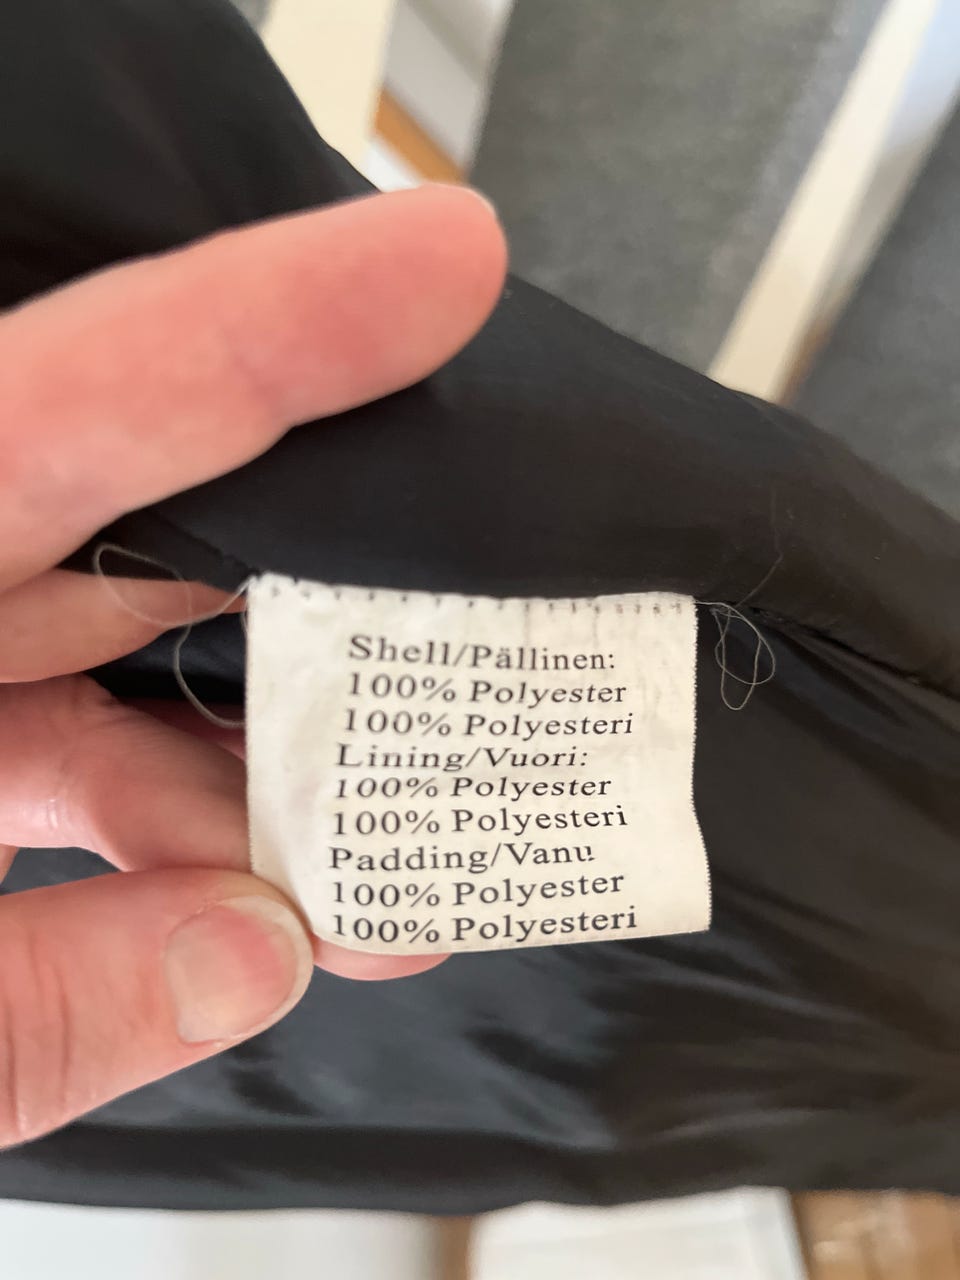 Shell/Pällinen:
100% Polyester
100% Polyesteri
Lining/Vuori:
100% Polyester
100% Polyesteri
Padding/Vanu
100% Polyester
100% Polyesteri